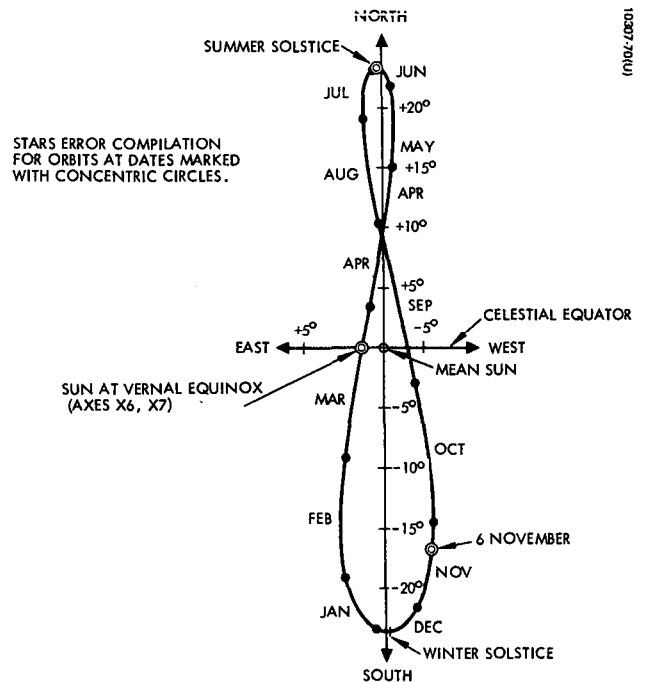 NORTH
10307-70(U)
SUMMER SOLSTICE
JUN
JUL
+20°
STARS ERROR COMPILATION
FOR ORBITS AT DATES MARKED
WITH CONCENTRIC CIRCLES.
MAY
+15°
AUG
APR
+10°
APR
+5°
SEP
CELESTIAL EQUATOR
+5°
-5°
EAST
WEST
MEAN SUN
SUN AT VERNAL EQUINOX
(AXES X6, X7)
MAR
-5°
OCT
-10°
FEB
-15°
6 NOVEMBER
NOV
-20°
JAN
DEC
WINTER SOLSTICE
SOUTH